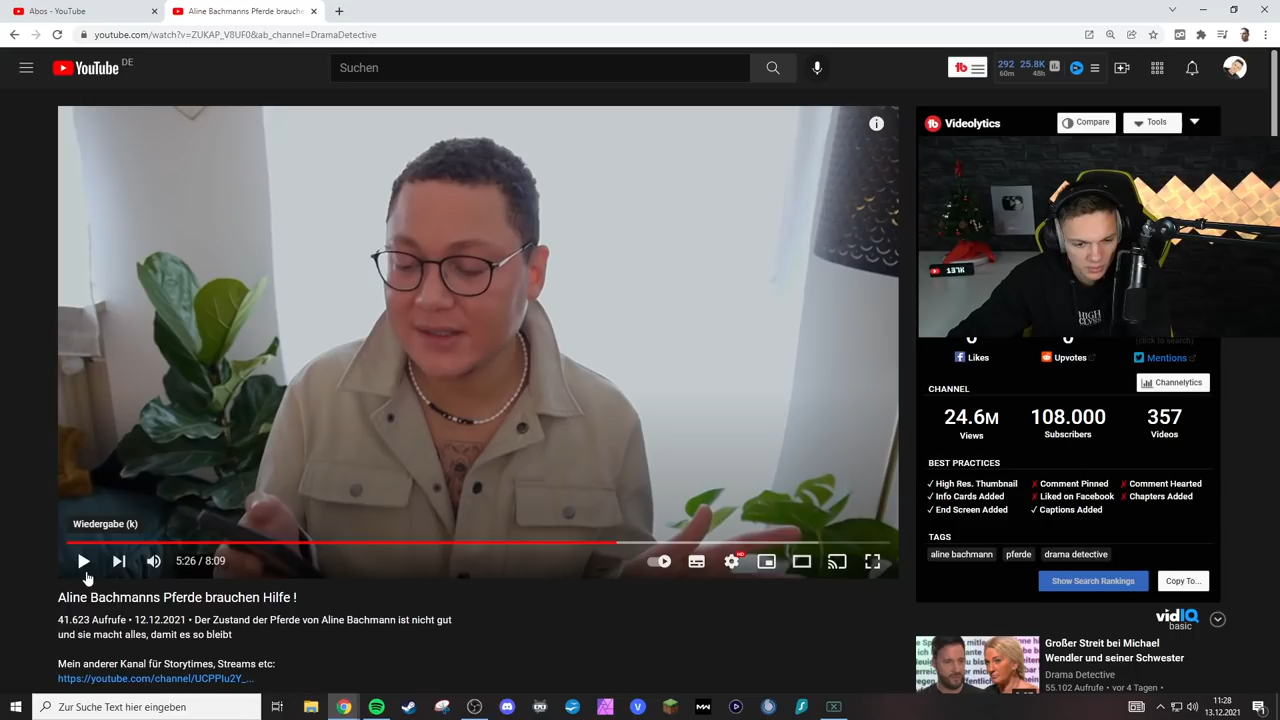 Abos - YouTube
Aline Bachmanns Pferde brauche
youtube.com/watch?v=ZUKAP_V8UF0&ab_channel=DramaDetective
YouTube DE
Suchen
292 25.8K
60m 48h
Videolytics
Compare
Tools
137K
HIGH
(click to search)
Likes
Upvotes
Mentions
CHANNEL
Channelytics
24.6M 108.000 357
Views Subscribers Videos
BEST PRACTICES
✓ High Res. Thumbnail ✗ Comment Pinned ✗ Comment Hearted
✓ Info Cards Added ✗ Liked on Facebook ✗ Chapters Added
✓ End Screen Added ✓ Captions Added
TAGS
aline bachmann pferde drama detective
Show Search Rankings
Copy To...
vidIQ
basic
Wiedergabe (k)
5:26 / 8:09
HD
Aline Bachmanns Pferde brauchen Hilfe !
41.623 Aufrufe • 12.12.2021 • Der Zustand der Pferde von Aline Bachmann ist nicht gut
und sie macht alles, damit es so bleibt
Mein anderer Kanal für Storytimes, Streams etc:
https://youtube.com/channel/UCPPIu2Y_...
Großer Streit bei Michael
Wendler und seiner Schwester
Drama Detective
55.102 Aufrufe • vor 4 Tagen •
Zur Suche Text hier eingeben
11:28
13.12.2021